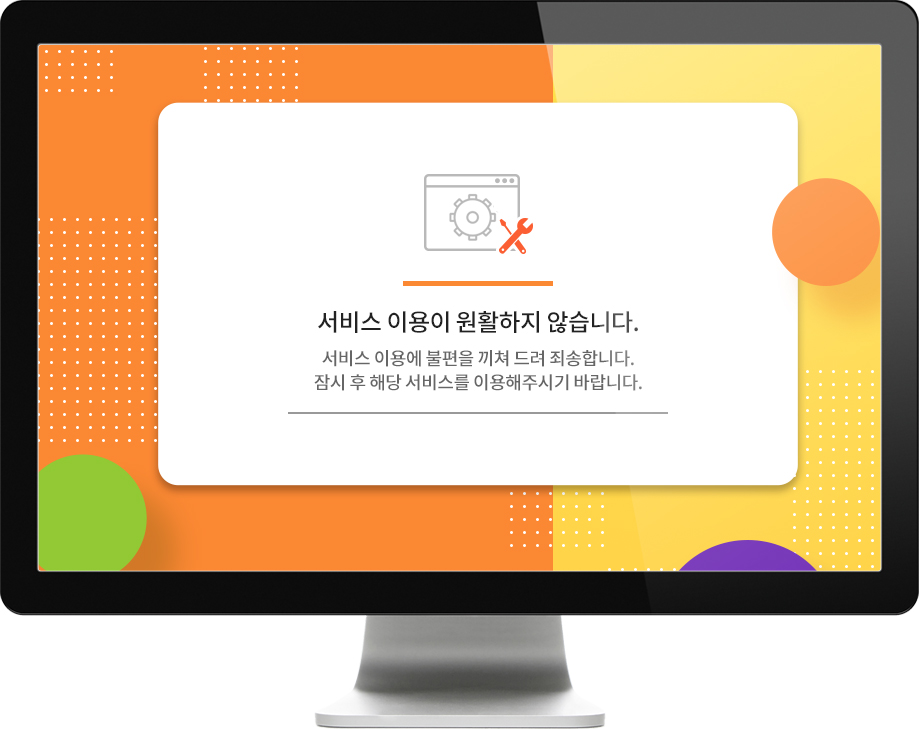 서비스 이용이 원활하지 않습니다.
서비스 이용에 불편을 끼쳐 드려 죄송합니다.
잠시 후 해당 서비스를 이용해주시기 바랍니다.